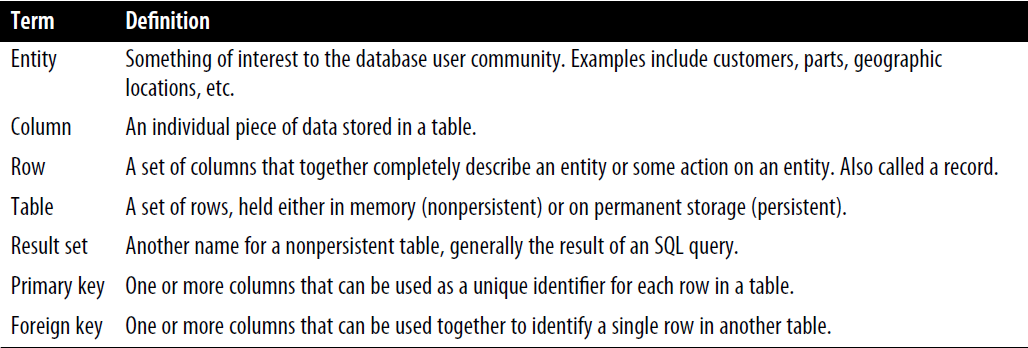 Term Definition
Entity Something of interest to the database user community. Examples include customers, parts, geographic
locations, etc.
Column An individual piece of data stored in a table.
Row A set of columns that together completely describe an entity or some action on an entity. Also called a record.
Table A set of rows, held either in memory (nonpersistent) or on permanent storage (persistent).
Result set Another name for a nonpersistent table, generally the result of an SQL query.
Primary key One or more columns that can be used as a unique identifier for each row in a table.
Foreign key One or more columns that can be used together to identify a single row in another table.